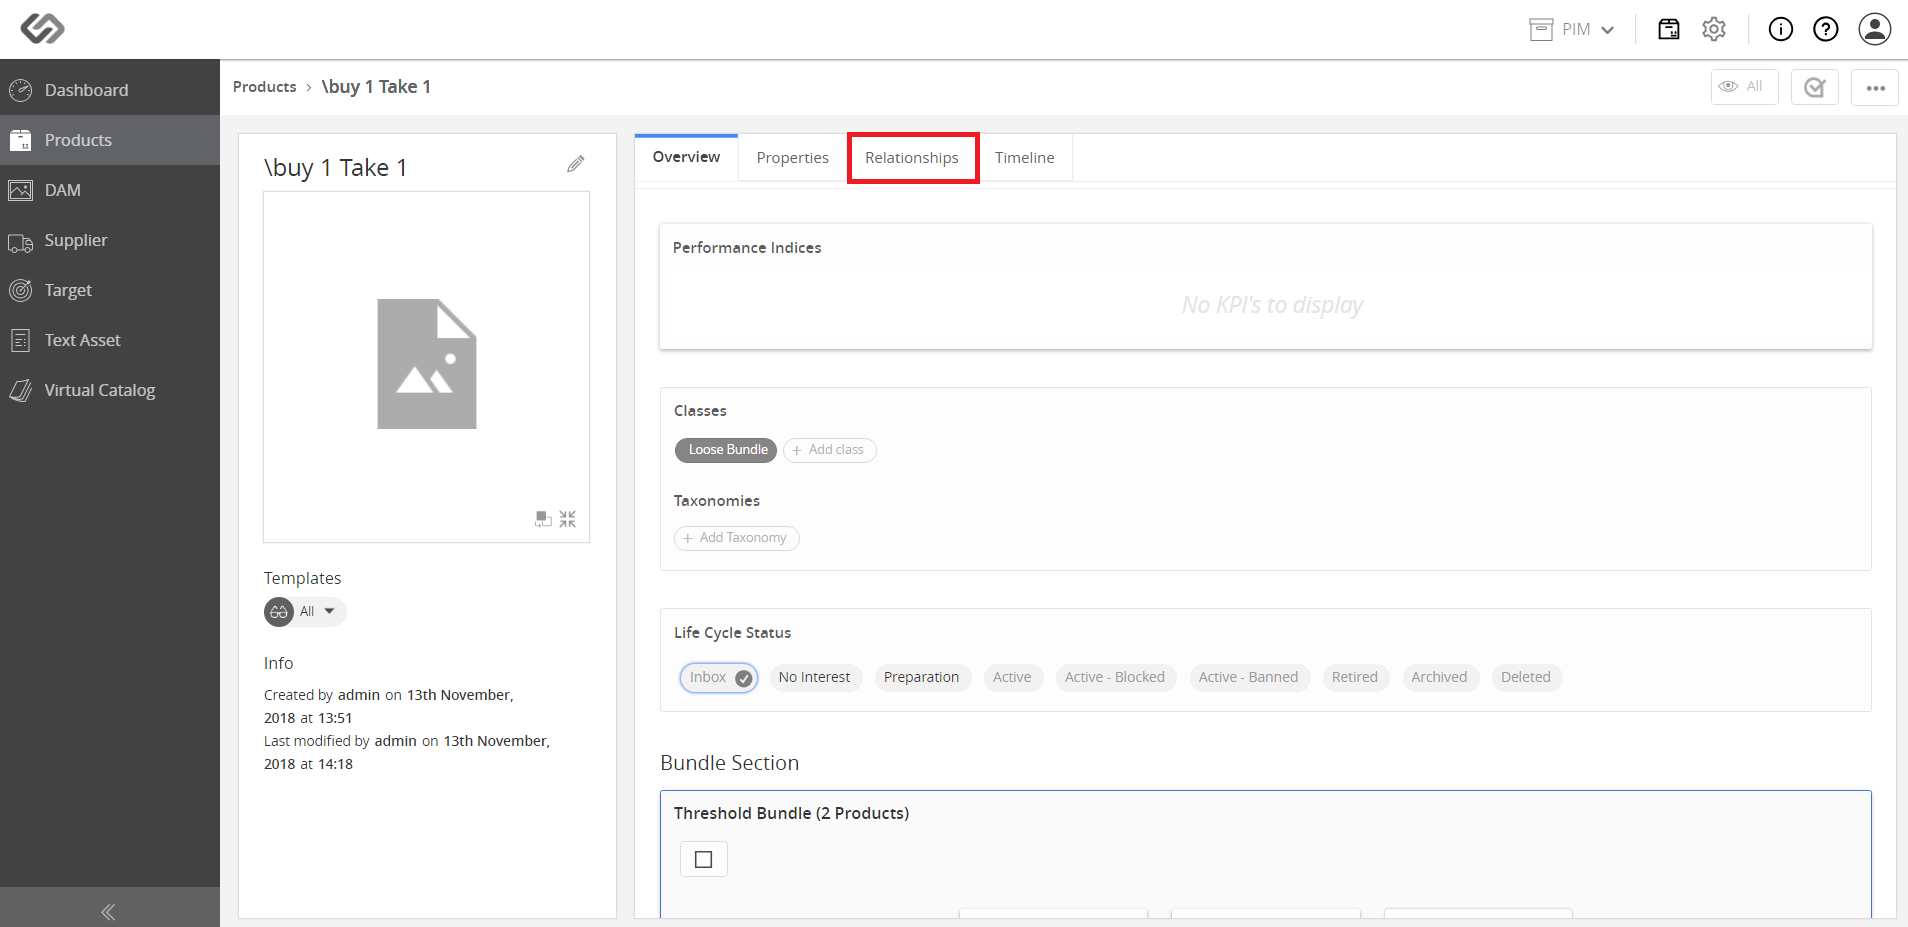 PIM
Dashboard
Products
DAM
Supplier
Target
Text Asset
Virtual Catalog
Products › \buy 1 Take 1
All
\buy 1 Take 1
Templates
All
Info
Created by admin on 13th November,
2018 at 13:51
Last modified by admin on 13th November,
2018 at 14:18
Overview Properties Relationships Timeline
Performance Indices
No KPI's to display
Classes
Loose Bundle + Add class
Taxonomies
+ Add Taxonomy
Life Cycle Status
Inbox No Interest Preparation Active Active - Blocked Active - Banned Retired Archived Deleted
Bundle Section
Threshold Bundle (2 Products)